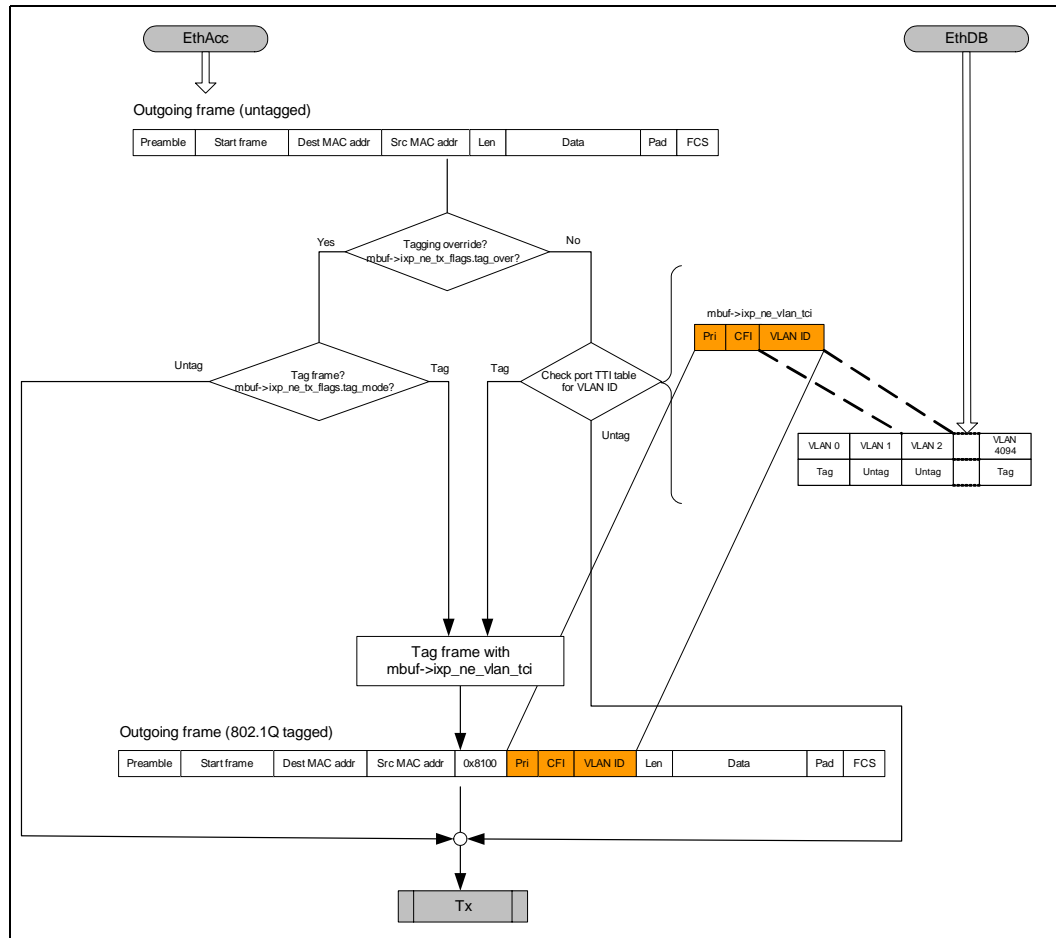 EthAcc
EthDB
Outgoing frame (untagged)
Preamble Start frame Dest MAC addr Src MAC addr Len Data Pad FCS
Yes
Tagging override?
mbuf->ixp_ne_tx_flags.tag_over?
No
mbuf->ixp_ne_vlan_tci
Pri CFI VLAN ID
Untag
Tag frame?
mbuf->ixp_ne_tx_flags.tag_mode?
Tag
Tag
Check port TTI table
for VLAN ID
Untag
VLAN 0 VLAN 1 VLAN 2 VLAN
4094
Tag Untag Untag Tag
Tag frame with
mbuf->ixp_ne_vlan_tci
Outgoing frame (802.1Q tagged)
Preamble Start frame Dest MAC addr Src MAC addr 0x8100 Pri CFI VLAN ID Len Data Pad FCS
Tx